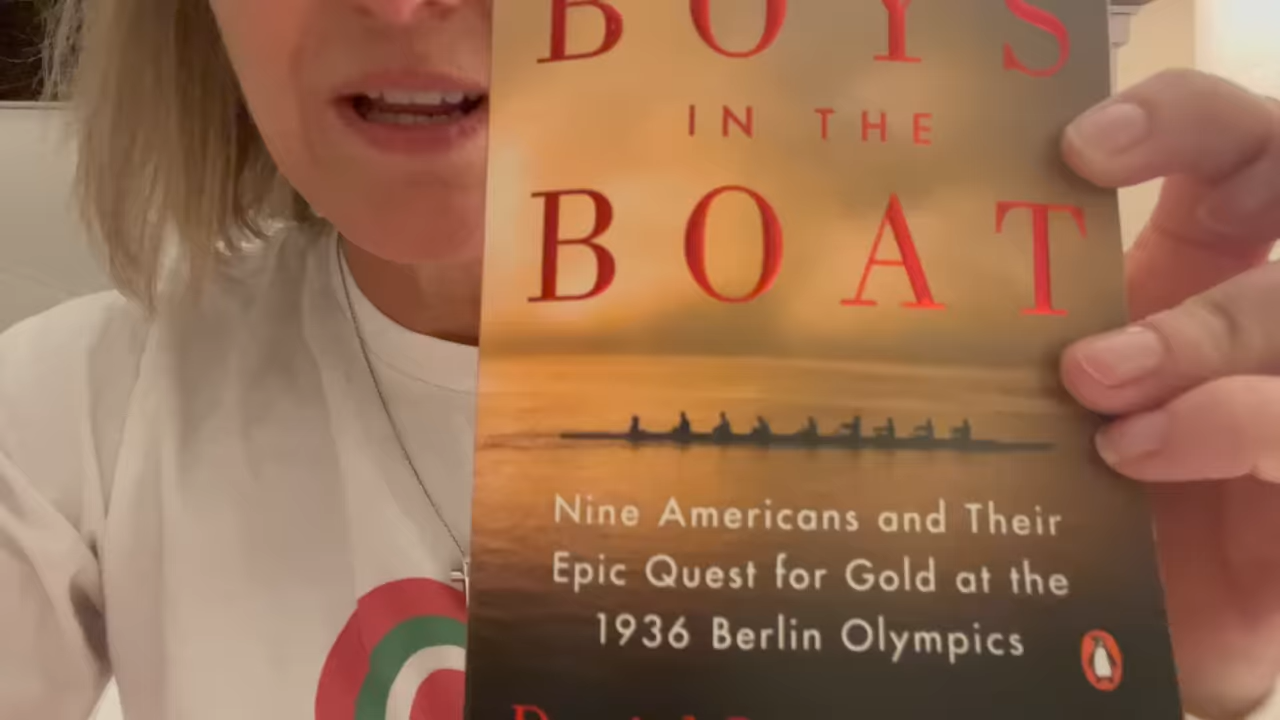 BOYS
IN THE
BOAT
Nine Americans and Their
Epic Quest for Gold at the
1936 Berlin Olympics